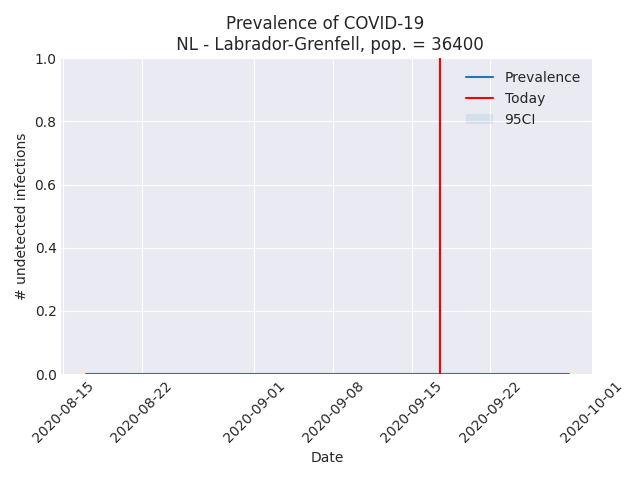 Prevalence of COVID-19
NL - Labrador-Grenfell, pop. = 36400
# undetected infections
1.0
0.8
0.6
0.4
0.2
0.0
Prevalence
Today
95CI
2020-08-15
2020-08-22
2020-09-01
2020-09-08
2020-09-15
2020-09-22
2020-10-01
Date